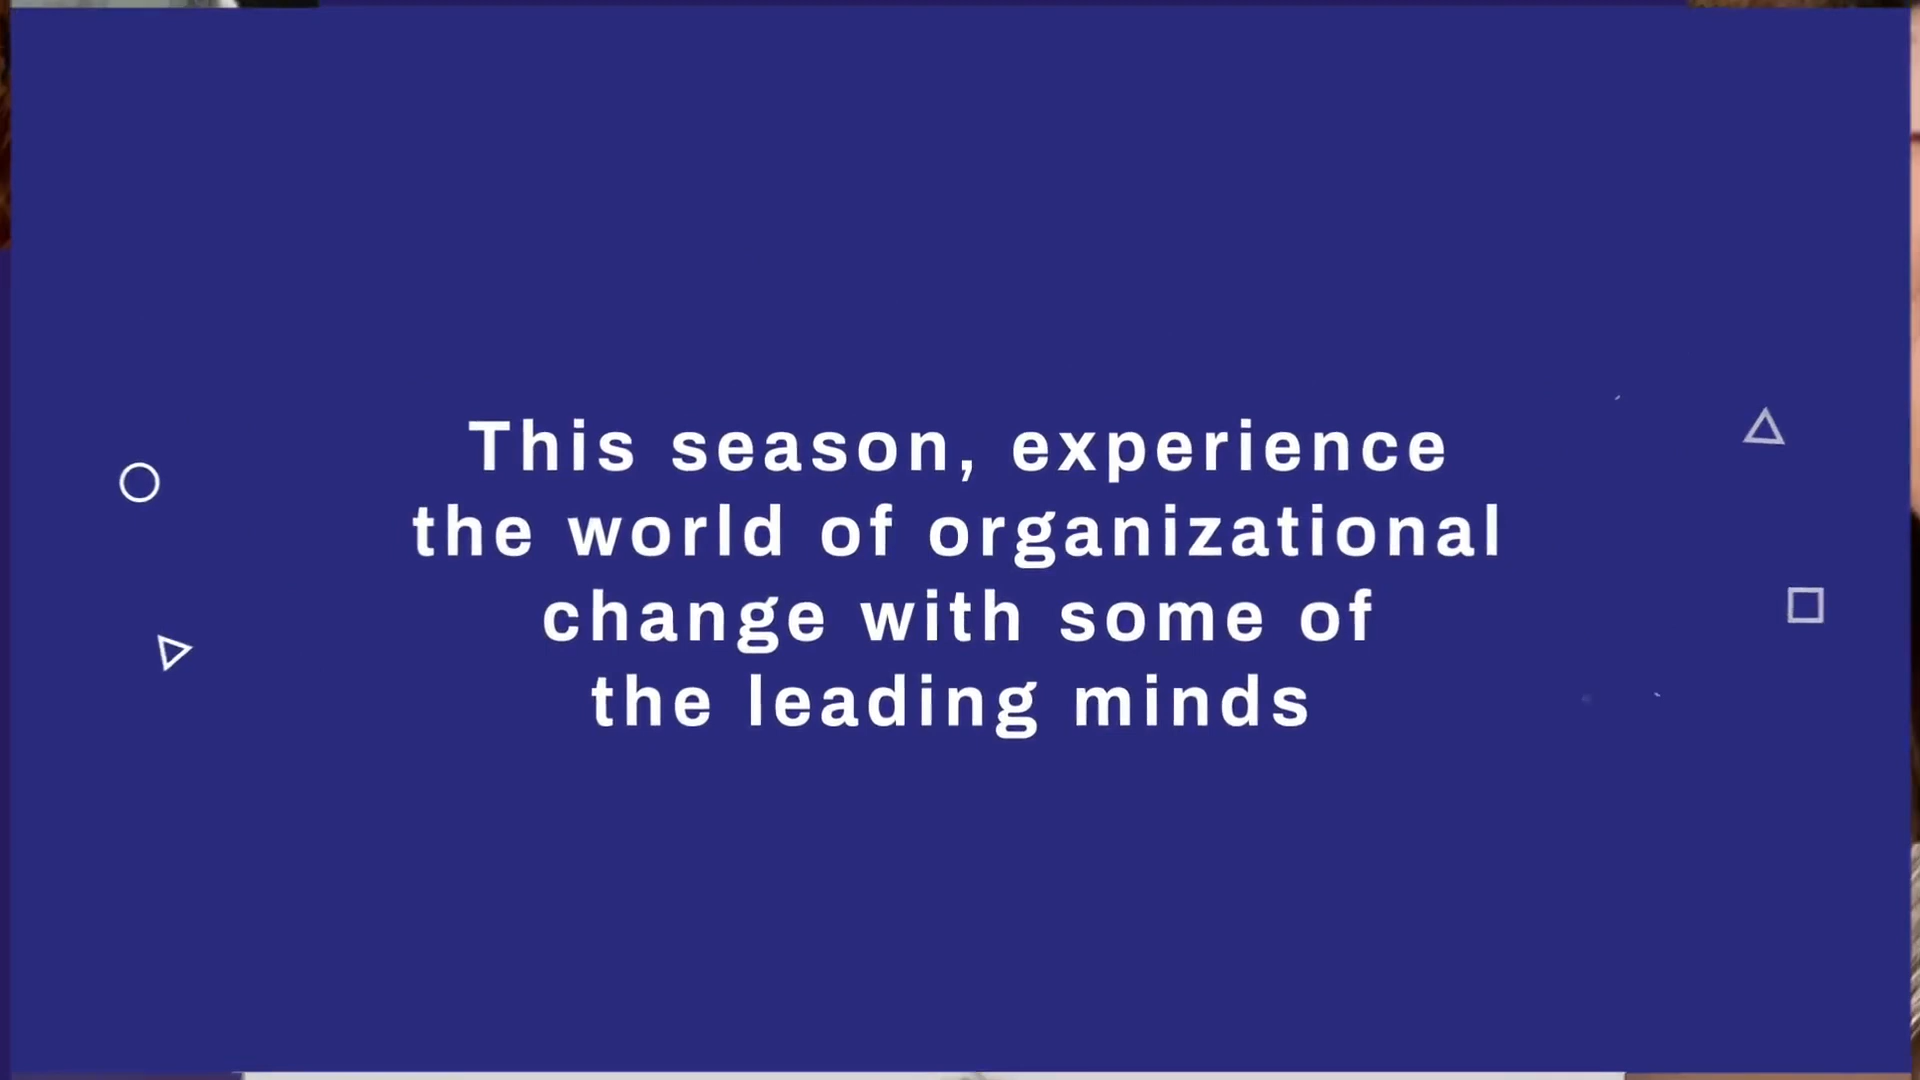 This season, experience
the world of organizational
change with some of
the leading minds